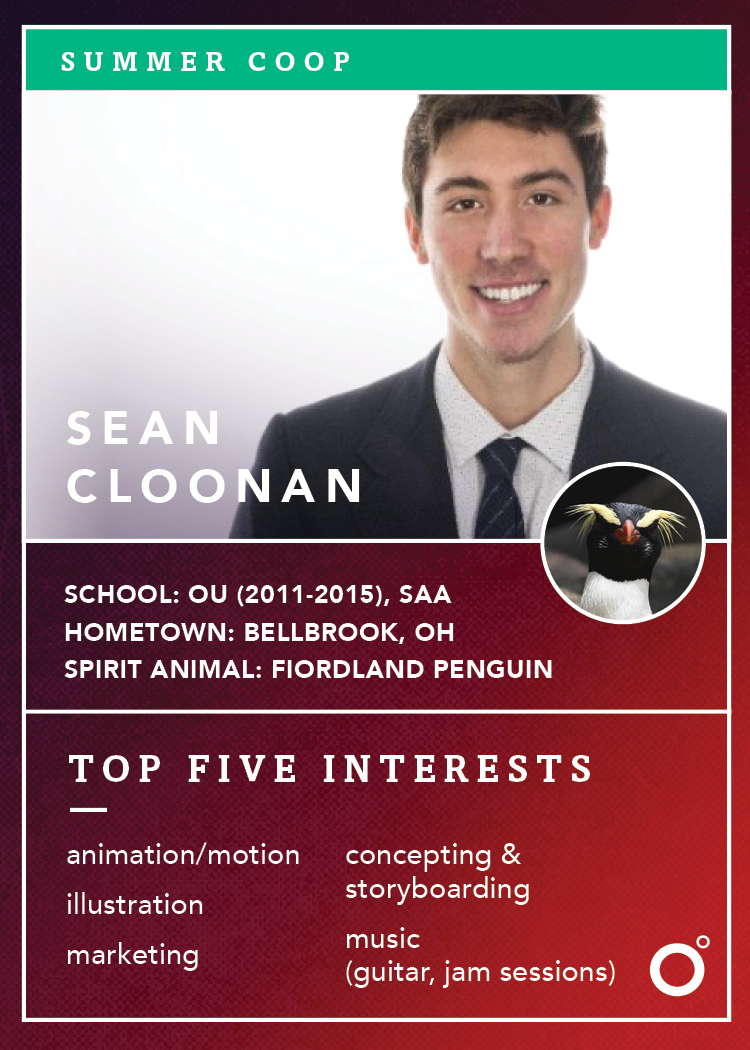 SUMMER COOP
SEAN
CLOONAN
SCHOOL: OU (2011-2015), SAA
HOMETOWN: BELLBROOK, OH
SPIRIT ANIMAL: FIORDLAND PENGUIN
TOP FIVE INTERESTS
animation/motion
illustration
marketing
concepting &
storyboarding
music
(guitar, jam sessions)